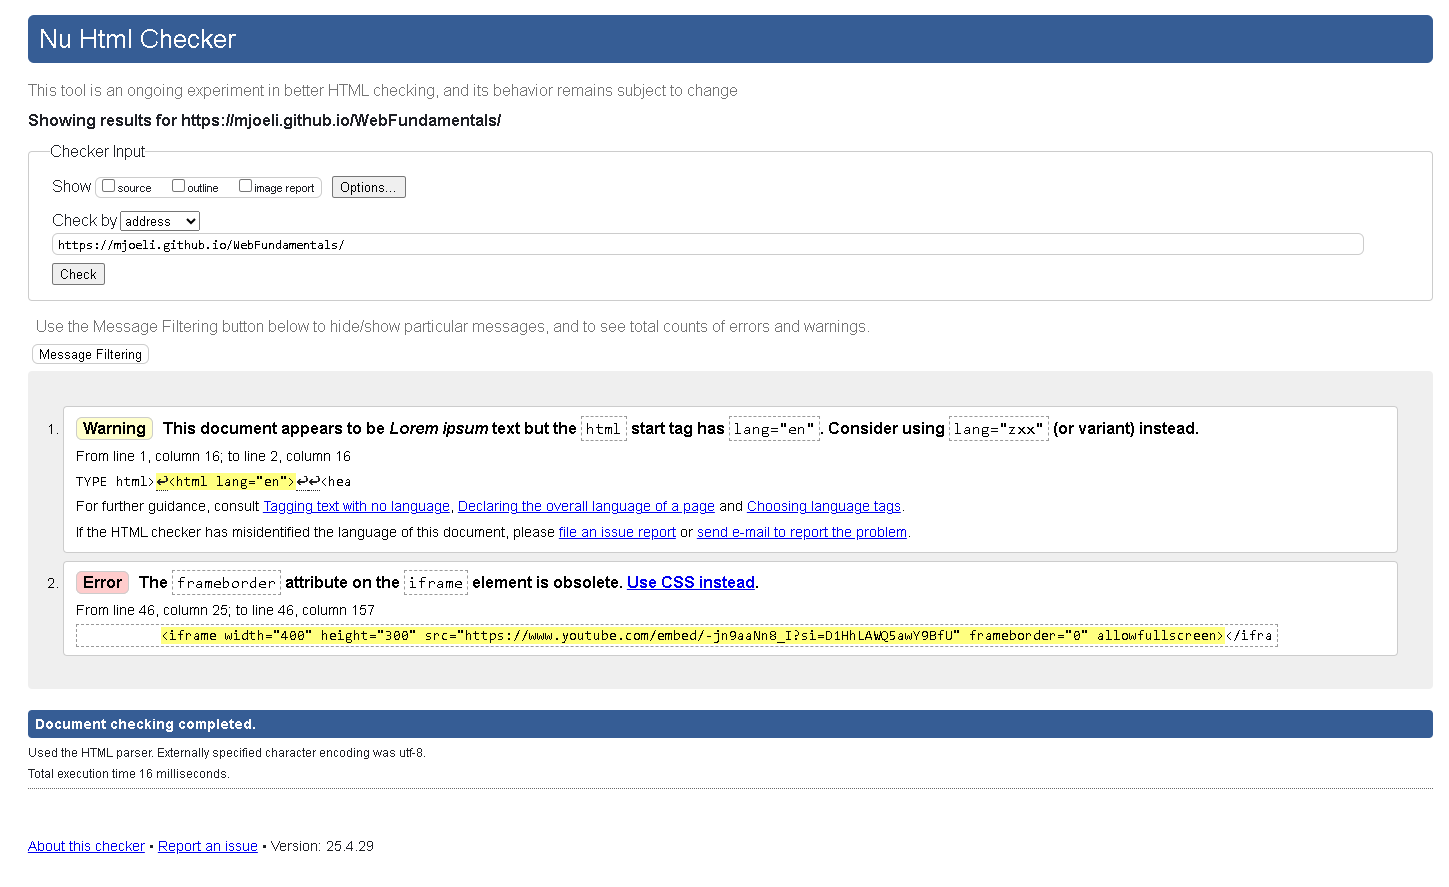 Nu Html Checker
This tool is an ongoing experiment in better HTML checking, and its behavior remains subject to change
Showing results for https://mjoeli.github.io/WebFundamentals/
Checker Input
Show source outline image report Options...
Check by address
https://mjoeli.github.io/WebFundamentals/
Check
Use the Message Filtering button below to hide/show particular messages, and to see total counts of errors and warnings.
Message Filtering
1. Warning This document appears to be Lorem ipsum text but the html start tag has lang="en". Consider using lang="zxx" (or variant) instead.
From line 1, column 16; to line 2, column 16
TYPE html>↩<html lang="en">↩↩<hea
For further guidance, consult Tagging text with no language, Declaring the overall language of a page and Choosing language tags.
If the HTML checker has misidentified the language of this document, please file an issue report or send e-mail to report the problem.
2. Error The frameborder attribute on the iframe element is obsolete. Use CSS instead.
From line 46, column 25; to line 46, column 157
<iframe width="400" height="300" src="https://www.youtube.com/embed/-jn9aaNn8_I?si=D1HhLAWQ5awY9BfU" frameborder="0" allowfullscreen></ifra
Document checking completed.
Used the HTML parser. Externally specified character encoding was utf-8.
Total execution time 16 milliseconds.
About this checker • Report an issue • Version: 25.4.29